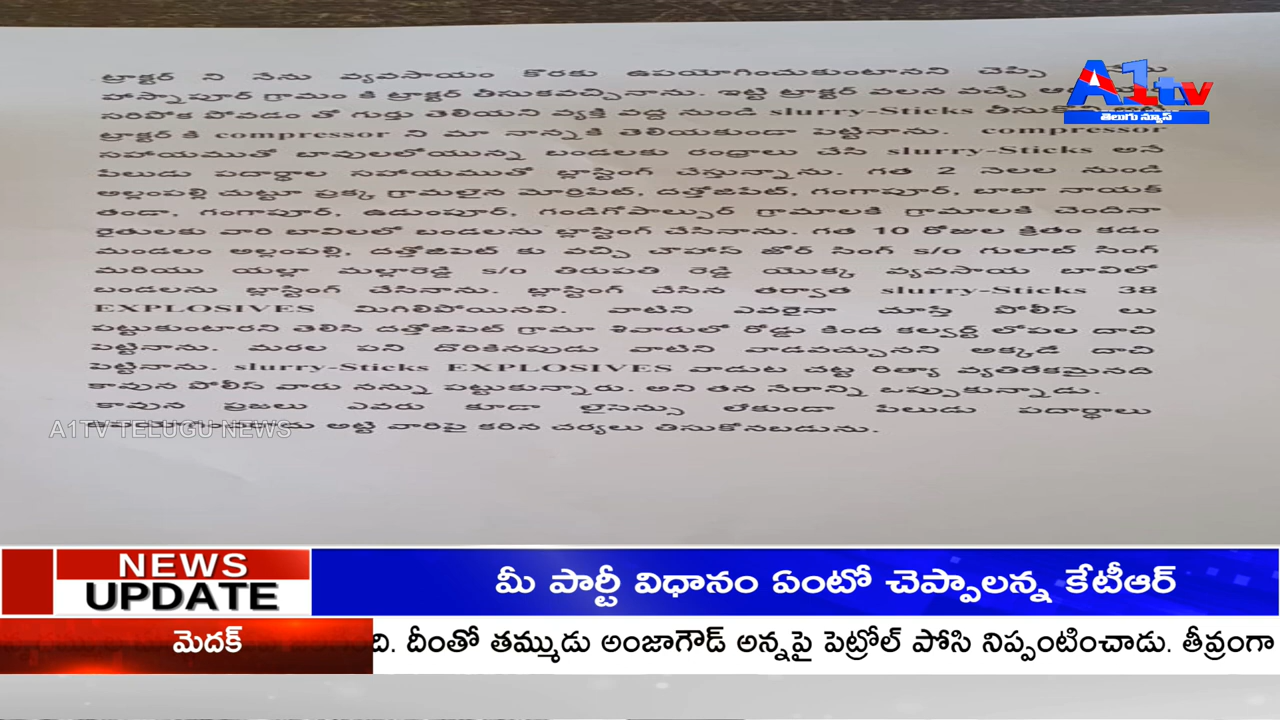 ట్రాక్టర్ ని నేను వ్యవసాయం కొరకు ఉపయోగించుకుంటానని చెప్పి
హస్నాపూర్ గ్రామం కి ట్రాక్టర్ తీసుకవచ్చినాను. ఇట్టి ట్రాక్టర్ వలన వచ్చే
సరిపోక పోవడం తో గుర్తు తెలియని వ్యక్తి వద్ద నుండి slurry-Sticks
ట్రాక్టర్ కి compressor తెలియకుండా పెట్టినాను. compressor
సహాయముతో బావులలోయున్న బండలకు రంద్రాలు చేసి slurry-Sticks అనే
పేలుడు పదార్థాల సహాయముతో బ్లాస్టింగ్ చేస్తున్నాను. గత 2 నెలల నుండి
అల్లంపల్లి చుట్టూ ప్రక్క గ్రామలైన మోర్రిపేట్, దత్తోజిపేట్, గంగాపూర్, బాబా నాయక్
తండా, గంగాపూర్, ఉడుంపూర్, గండిగోపాల్పుర్ గ్రామాలకి గ్రామాలకి చెందినా
రైతులకు వారి బావిలలో బండలను బ్లాస్టింగ్ చేసినాను. గత 10 రోజుల క్రితం కడం
మండలం అల్లంపల్లి, దత్తోజిపెట్ కు వచ్చి చౌహాన్ జోర్ సింగ్ s/o గులాబ్ సింగ్
మరియు యల్లా మల్లారెడ్డి s/o తిరుపతి రెడ్డి యొక్క వ్యవసాయ బావిలో
బండలను బ్లాస్టింగ్ చేసినాను. బ్లాస్టింగ్ చేసిన తర్వాత slurry-Sticks 38
EXPLOSIVES మిగిలిపోయినవి. వాటిని ఎవరైనా చూస్తే పోలీస్ లు
పట్టుకుంటారని తెలిసి దత్తోజిపెట్ గ్రామా శివారులో రోడ్డు కింద కల్వర్ట్ లోపల దాచి
పెట్టినాను. మరల పని దొరికినపుడు వాటిని వాడవచ్చునని అక్కడే దాచి
పెట్టినాను. slurry-Sticks EXPLOSIVES వాడుట చట్ట రిత్యా వ్యతిరేకమైనది
కావున పోలీస్ వారు నన్ను పట్టుకున్నారు. అని తన నేరాన్ని ఒప్పుకున్నాడు.
కావున ప్రజలు ఎవరు కూడా లైసెన్సు లేకుండా పేలుడు పదార్థాలు
అట్టి వారిపై కఠిన చర్యలు తిసుకోనబడును.
A1tv
తెలుగు న్యూస్
A1TV TELUGU NEWS
NEWS
UPDATE
మీ పార్టీ విధానం ఏంటో చెప్పాలన్న కేటీఆర్
మెదక్
ది. దీంతో తమ్ముడు అంజాగౌడ్ అన్నపై పెట్రోల్ పోసి నిప్పంటించాడు. తీవ్రంగా